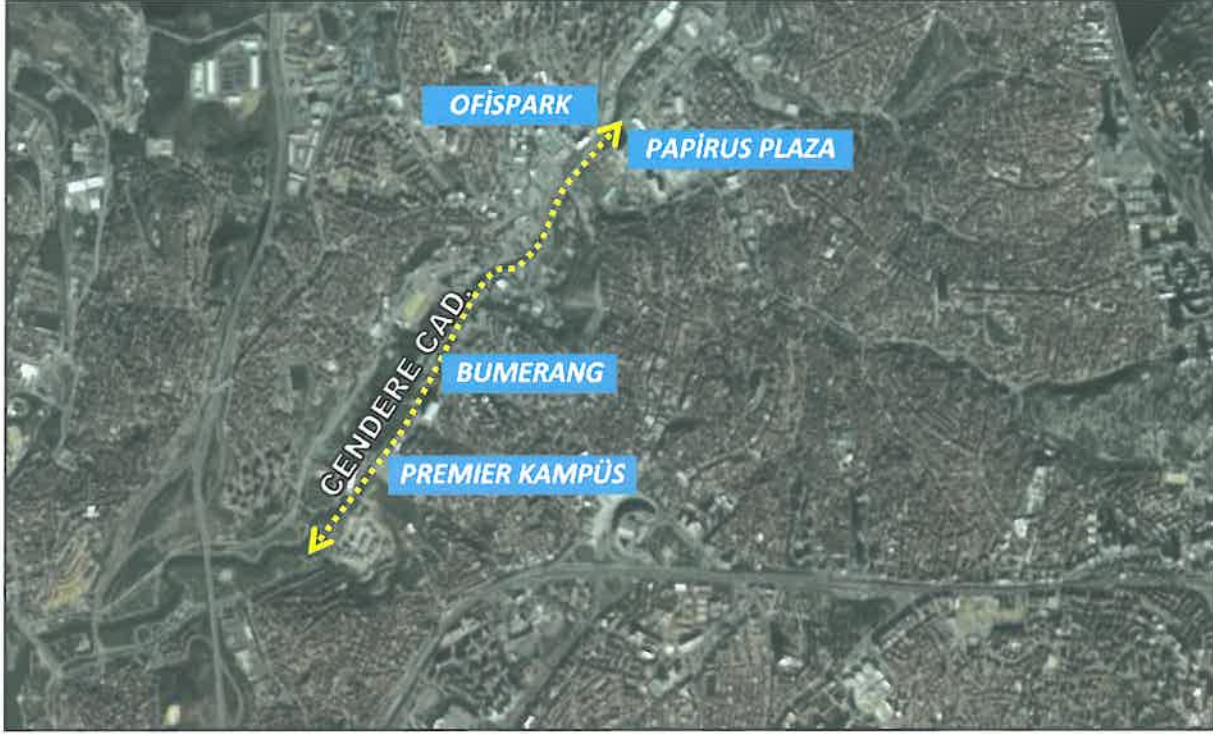 OFİSPARK
PAPİRUS PLAZA
CENDERE CAD.
BUMERANG
PREMIER KAMPÜS